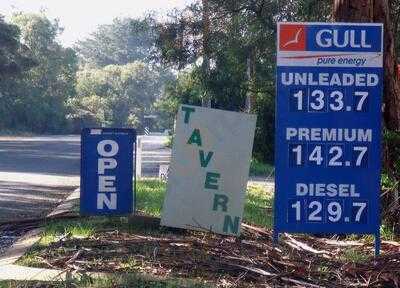 OPEN
TAVERN
GULL
pure energy
UNLEADED
133.7
PREMIUM
142.7
DIESEL
129.7